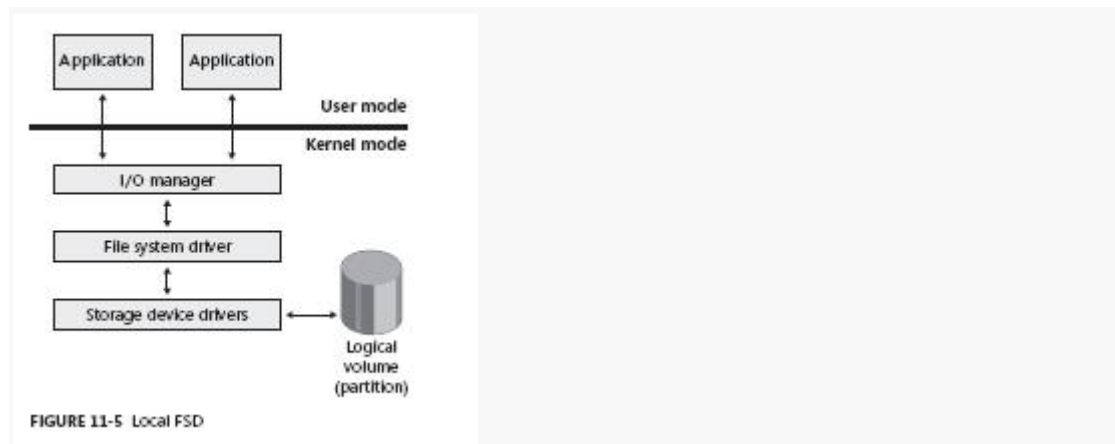 Application
Application
User mode
Kernel mode
I/O manager
File system driver
Storage device drivers
Logical
volume
(partition)
FIGURE 11-5 Local FSD